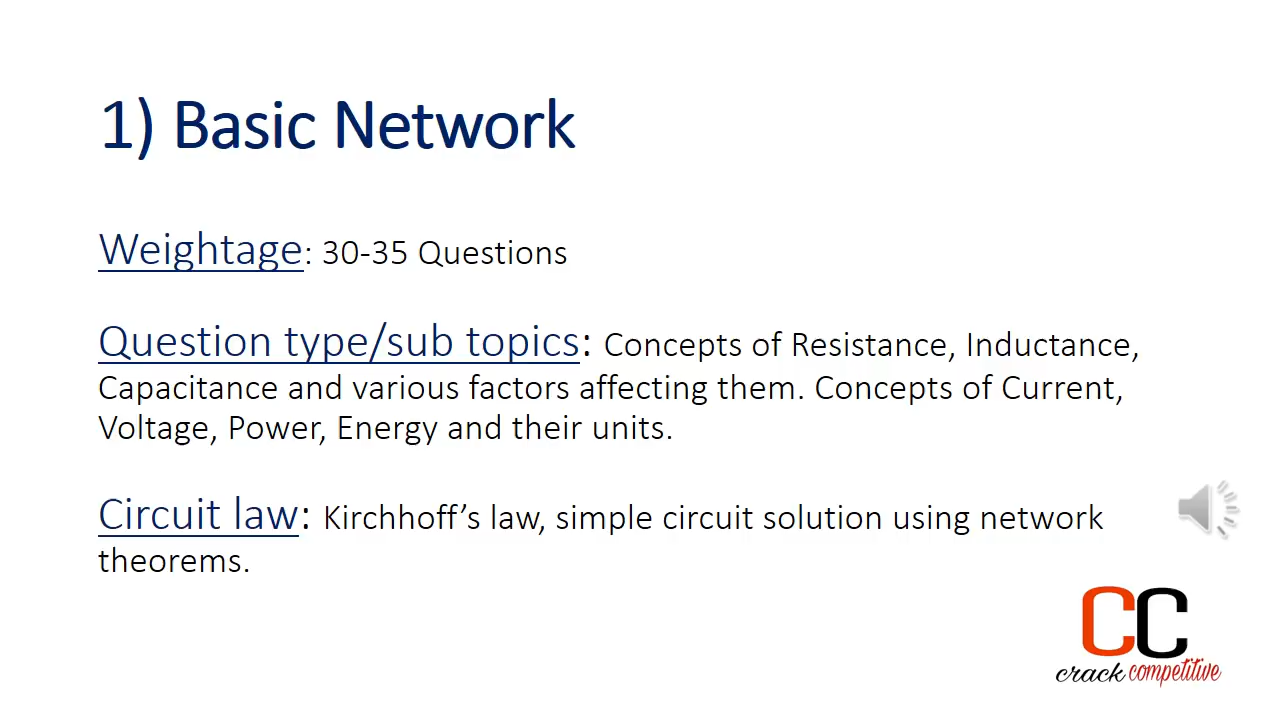 1) Basic Network
Weightage: 30-35 Questions
Question type/sub topics: Concepts of Resistance, Inductance,
Capacitance and various factors affecting them. Concepts of Current,
Voltage, Power, Energy and their units.
Circuit law: Kirchhoff’s law, simple circuit solution using network
theorems.
CC
crack competitive